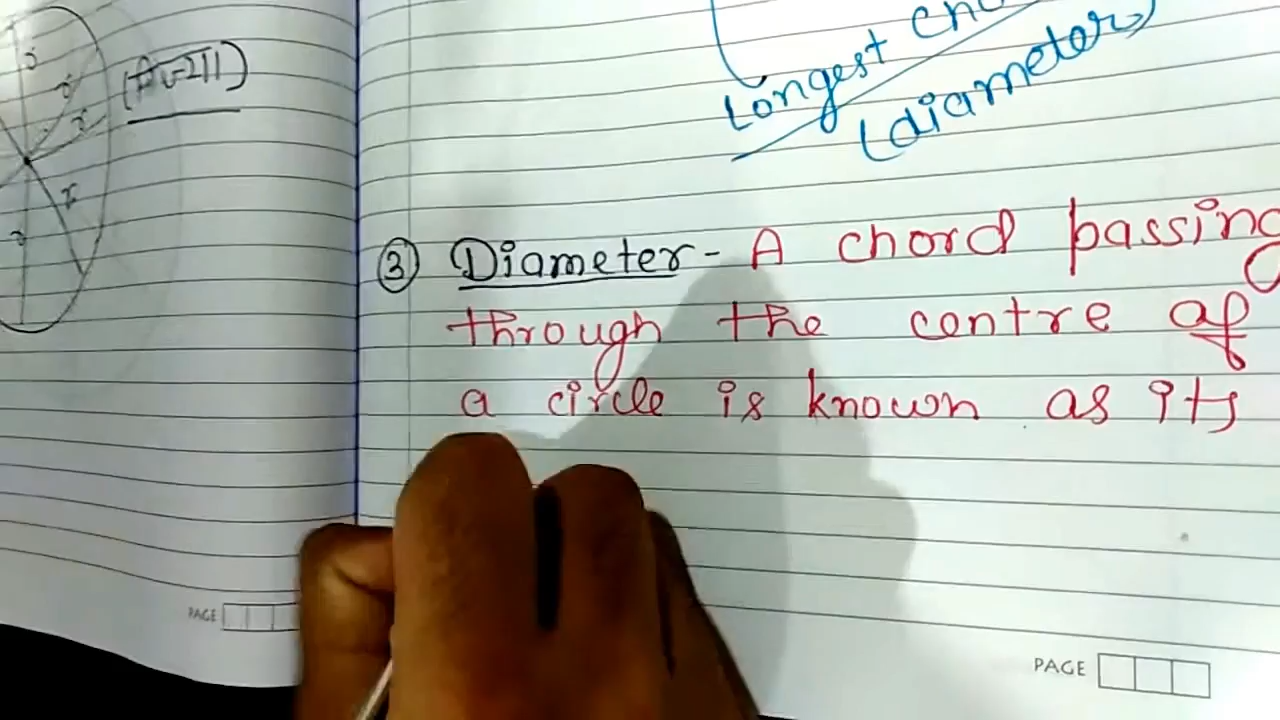 Longest
(diameter)
③ Diameter - A chord passing
through the centre of
a circle is known as its
PAGE
PAGE